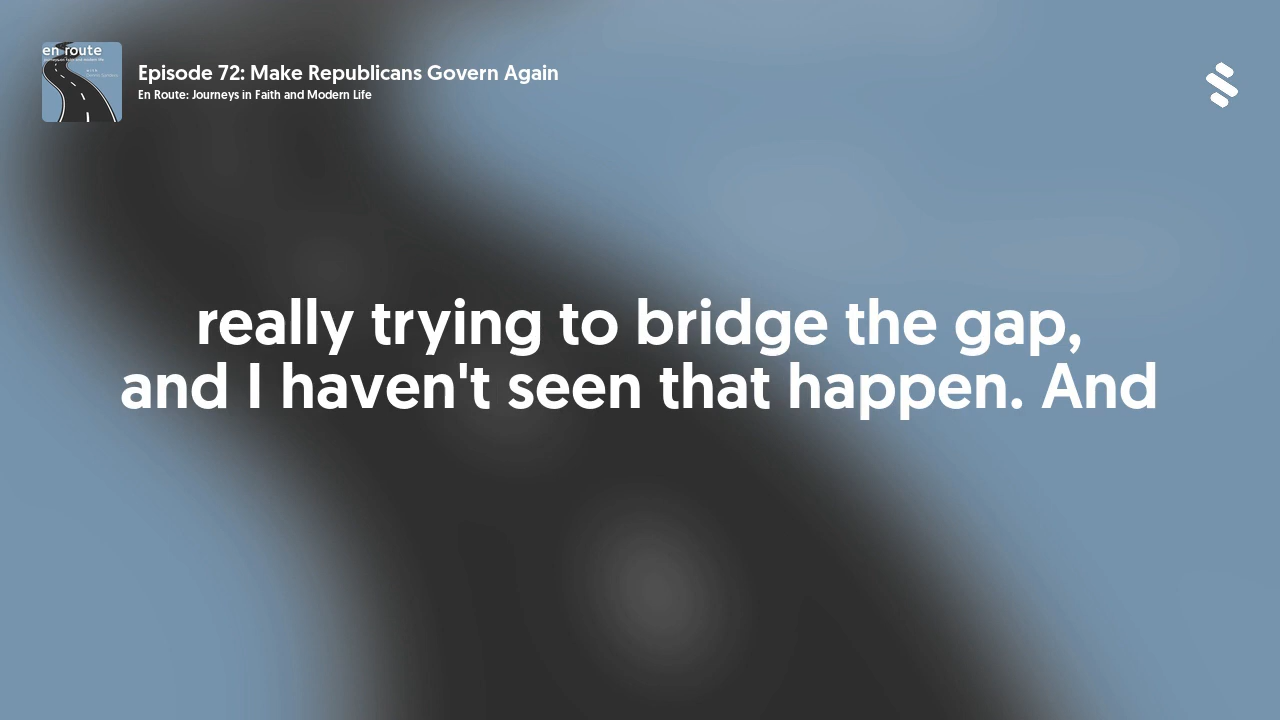 en route
Episode 72: Make Republicans Govern Again
En Route: Journeys in Faith and Modern Life
really trying to bridge the gap,
and I haven't seen that happen. And